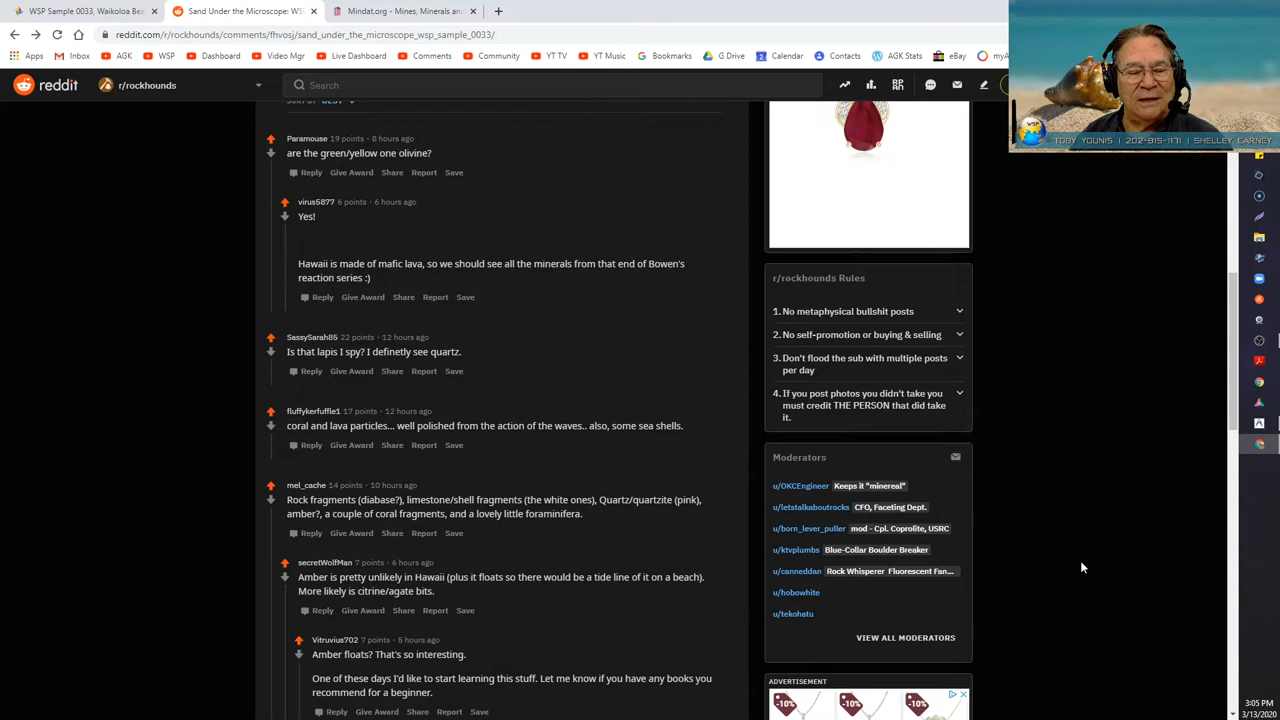 WSP Sample 0033, Waikoloa Be
Sand Under the Microscope: WS
Mindat.org - Mines, Minerals and
reddit.com/r/rockhounds/comments/fhvosj/sand_under_the_microscope_wsp_sample_0033/
Apps Inbox AGK WSP Dashboard Video Mgr Live Dashboard Comments YT TV YT Music Bookmarks G Drive Calendar Contacts AGK Stats eBay myA
reddit r/rockhounds Search
WSP TOBY YOUNIS | 202-815-1171 | SHELLEY CARNEY
SORT BY BEST
Paramouse 19 points · 8 hours ago
are the green/yellow one olivine?
Reply Give Award Share Report Save
virus5877 6 points · 6 hours ago
Yes!
Hawaii is made of mafic lava, so we should see all the minerals from that end of Bowen's
reaction series :)
Reply Give Award Share Report Save
SassySarah85 22 points · 12 hours ago
Is that lapis I spy? I definetly see quartz.
Reply Give Award Share Report Save
fluffykerfuffle1 17 points · 12 hours ago
coral and lava particles... well polished from the action of the waves.. also, some sea shells.
Reply Give Award Share Report Save
mel_cache 14 points · 10 hours ago
Rock fragments (diabase?), limestone/shell fragments (the white ones), Quartz/quartzite (pink),
amber?, a couple of coral fragments, and a lovely little foraminifera.
Reply Give Award Share Report Save
secretWolfMan 7 points · 6 hours ago
Amber is pretty unlikely in Hawaii (plus it floats so there would be a tide line of it on a beach).
More likely is citrine/agate bits.
Reply Give Award Share Report Save
Vitruvius702 7 points · 5 hours ago
Amber floats? That's so interesting.
One of these days I'd like to start learning this stuff. Let me know if you have any books you
recommend for a beginner.
Reply Give Award Share Report Save
r/rockhounds Rules
1. No metaphysical bullshit posts
2. No self-promotion or buying & selling
3. Don't flood the sub with multiple posts
per day
4. If you post photos you didn't take you
must credit THE PERSON that did take
it.
Moderators
u/OKCEngineer Keeps it "minereal"
u/letstalkaboutrocks CFO, Faceting Dept.
u/born_lever_puller mod - Cpl. Coprolite, USRC
u/ktvplumbs Blue-Collar Boulder Breaker
u/canneddan Rock Whisperer Fluorescent Fan...
u/hobowhite
u/tekohatu
VIEW ALL MODERATORS
ADVERTISEMENT
-10% -10% -10%
3:05 PM
3/13/2020